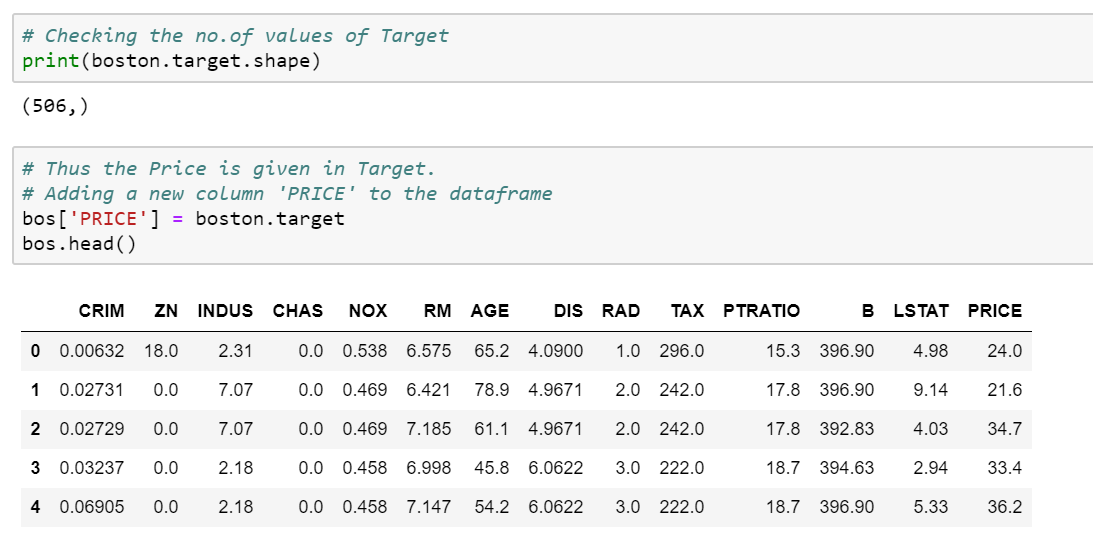 # Checking the no.of values of Target
print(boston.target.shape)
(506,)
# Thus the Price is given in Target.
# Adding a new column 'PRICE' to the dataframe
bos['PRICE'] = boston.target
bos.head()
CRIM ZN INDUS CHAS NOX RM AGE DIS RAD TAX PTRATIO B LSTAT PRICE
0 0.00632 18.0 2.31 0.0 0.538 6.575 65.2 4.0900 1.0 296.0 15.3 396.90 4.98 24.0
1 0.02731 0.0 7.07 0.0 0.469 6.421 78.9 4.9671 2.0 242.0 17.8 396.90 9.14 21.6
2 0.02729 0.0 7.07 0.0 0.469 7.185 61.1 4.9671 2.0 242.0 17.8 392.83 4.03 34.7
3 0.03237 0.0 2.18 0.0 0.458 6.998 45.8 6.0622 3.0 222.0 18.7 394.63 2.94 33.4
4 0.06905 0.0 2.18 0.0 0.458 7.147 54.2 6.0622 3.0 222.0 18.7 396.90 5.33 36.2